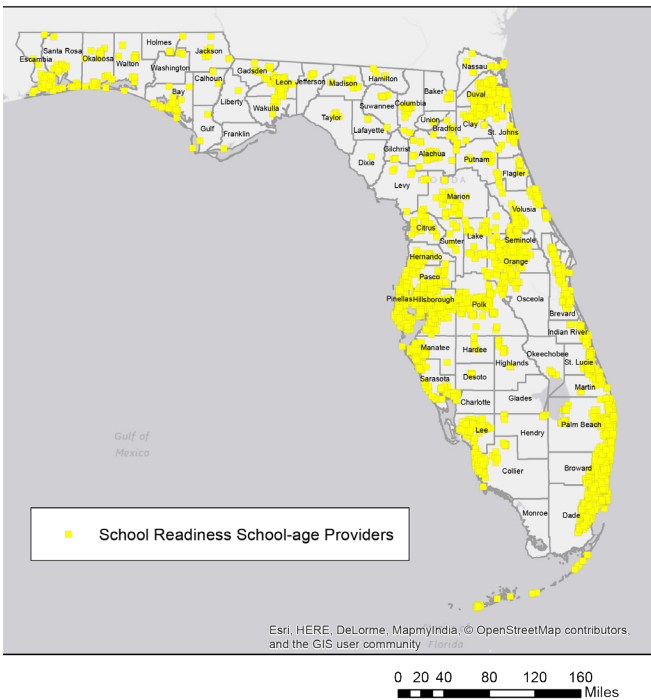 Holmes
Santa Rosa
Jackson
Escambia
Okaloosa
Walton
Washington
Calhoun
Bay
Gadsden
Leon
Jefferson
Madison
Hamilton
Nassau
Liberty
Wakulla
Suwannee
Columbia
Baker
Duval
Gulf
Franklin
Taylor
Lafayette
Union
Bradford
Clay
St. Johns
Gilchrist
Alachua
Putnam
Dixie
Flagler
Levy
Marion
Volusia
Citrus
Sumter
Lake
Seminole
Hernando
Orange
Pasco
Pinellas
Hillsborough
Polk
Osceola
Brevard
Indian River
Manatee
Hardee
Okeechobee
Highlands
St. Lucie
Sarasota
Desoto
Martin
Charlotte
Glades
Gulf of
Mexico
Lee
Hendry
Palm Beach
Collier
Broward
Monroe
Dade
School Readiness School-age Providers
Esri, HERE, DeLorme, MapmyIndia, © OpenStreetMap contributors,
and the GIS user community
Florida
0 20 40 80 120 160
Miles